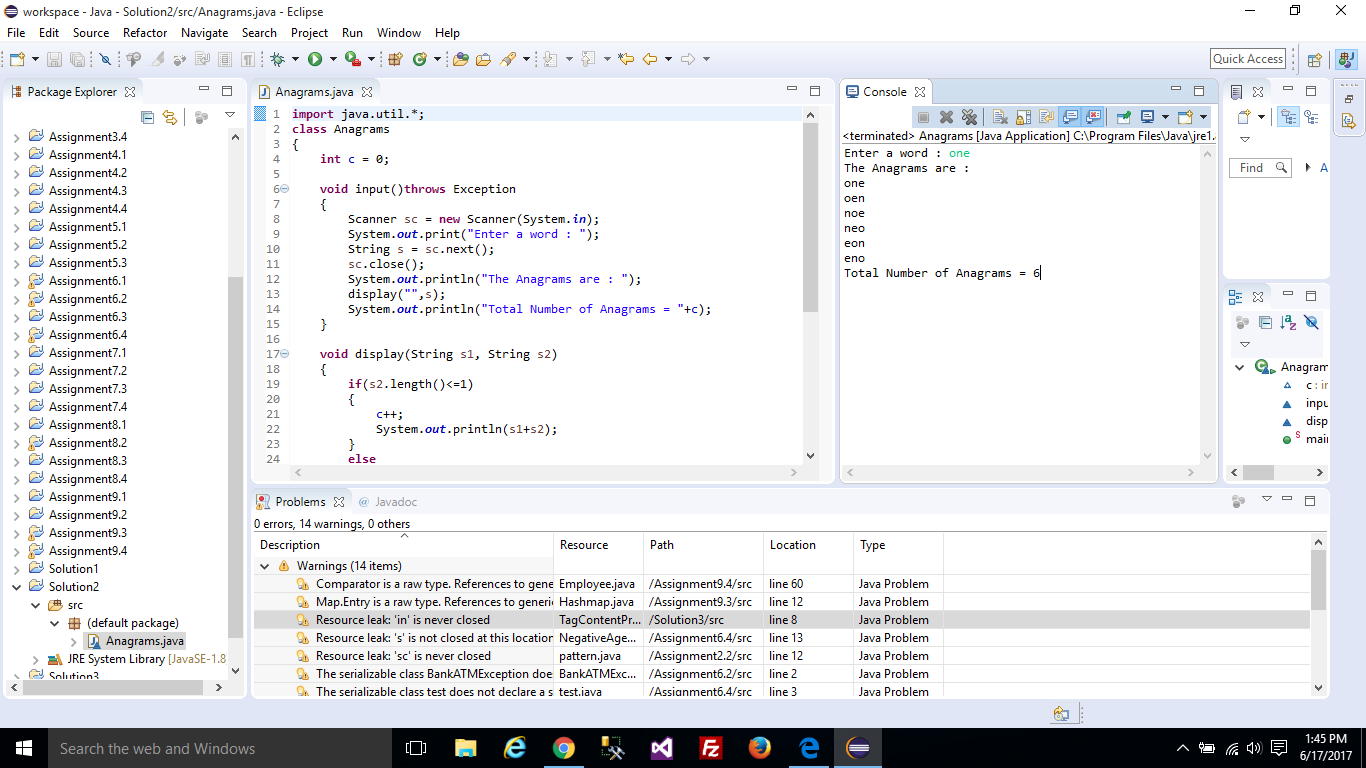 workspace - Java - Solution2/src/Anagrams.java - Eclipse
File Edit Source Refactor Navigate Search Project Run Window Help
Quick Access
Package Explorer
Assignment3.4
Assignment4.1
Assignment4.2
Assignment4.3
Assignment4.4
Assignment5.1
Assignment5.2
Assignment5.3
Assignment6.1
Assignment6.2
Assignment6.3
Assignment6.4
Assignment7.1
Assignment7.2
Assignment7.3
Assignment7.4
Assignment8.1
Assignment8.2
Assignment8.3
Assignment8.4
Assignment9.1
Assignment9.2
Assignment9.3
Assignment9.4
Solution1
Solution2
src
(default package)
Anagrams.java
JRE System Library [JavaSE-1.8
Solution3
Anagrams.java
1 import java.util.*;
2 class Anagrams
3 {
4 int c = 0;
5
6 void input()throws Exception
7 {
8 Scanner sc = new Scanner(System.in);
9 System.out.print("Enter a word : ");
10 String s = sc.next();
11 sc.close();
12 System.out.println("The Anagrams are : ");
13 display("",s);
14 System.out.println("Total Number of Anagrams = "+c);
15 }
16
17 void display(String s1, String s2)
18 {
19 if(s2.length()<=1)
20 {
21 c++;
22 System.out.println(s1+s2);
23 }
24 else
Console
<terminated> Anagrams [Java Application] C:\Program Files\Java\jre1.
Enter a word : one
The Anagrams are :
one
oen
noe
neo
eon
eno
Total Number of Anagrams = 6
Find A
Anagram
c : in
inpu
disp
S mair
Problems @ Javadoc
0 errors, 14 warnings, 0 others
Description Resource Path Location Type
Warnings (14 items)
Comparator is a raw type. References to gene Employee.java /Assignment9.4/src line 60 Java Problem
Map.Entry is a raw type. References to generi Hashmap.java /Assignment9.3/src line 12 Java Problem
Resource leak: 'in' is never closed TagContentPr... /Solution3/src line 8 Java Problem
Resource leak: 's' is not closed at this location NegativeAge... /Assignment6.4/src line 13 Java Problem
Resource leak: 'sc' is never closed pattern.java /Assignment2.2/src line 12 Java Problem
The serializable class BankATMException doe BankATMExc... /Assignment6.2/src line 2 Java Problem
The serializable class test does not declare a s test.java /Assignment6.4/src line 3 Java Problem
Search the web and Windows
1:45 PM
6/17/2017